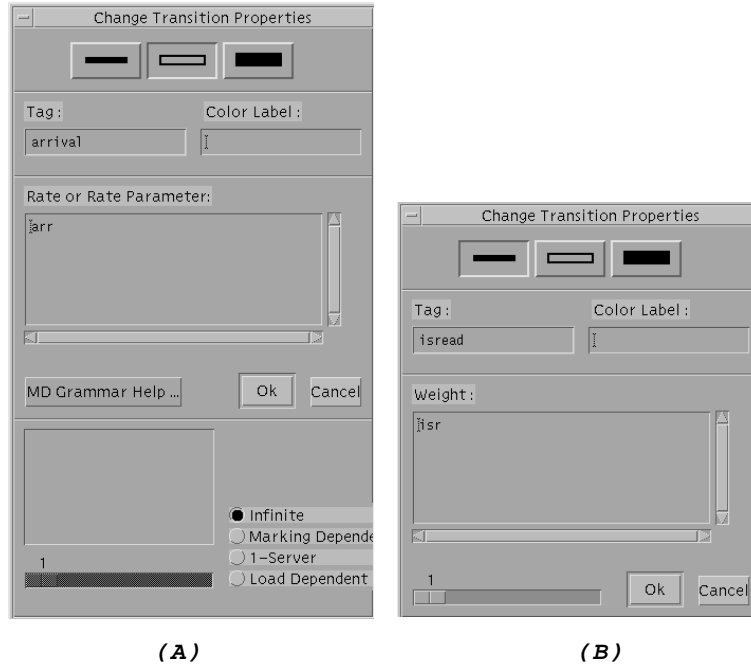 Change Transition Properties
Tag : Color Label :
arrival
Rate or Rate Parameter:
arr
MD Grammar Help ... Ok Cancel
Infinite
Marking Depende
1-Server
1
Load Dependent
(A)
Change Transition Properties
Tag : Color Label :
isread
Weight :
isr
1
Ok Cancel
(B)